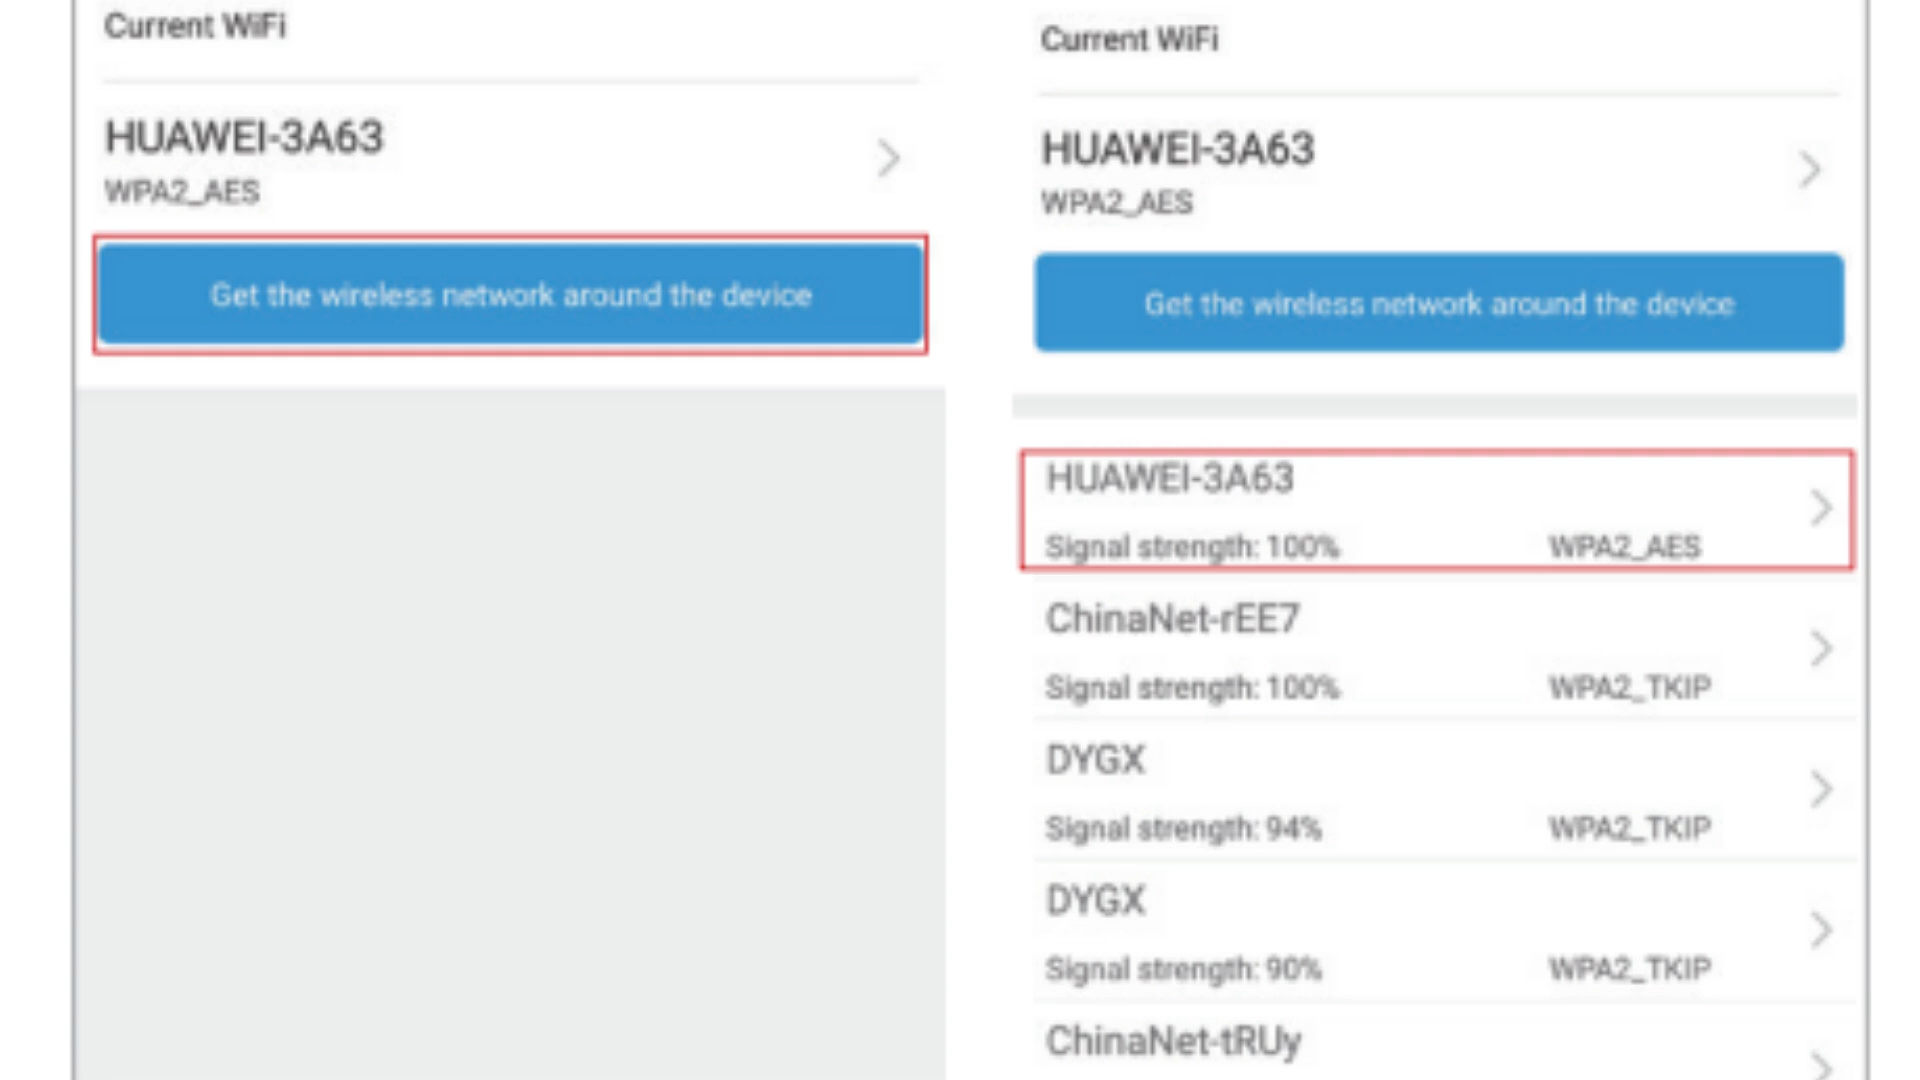 Current WiFi
HUAWEI-3A63
WPA2_AES
Get the wireless network around the device
Current WiFi
HUAWEI-3A63
WPA2_AES
Get the wireless network around the device
HUAWEI-3A63
Signal strength: 100% WPA2_AES
ChinaNet-rEE7
Signal strength: 100% WPA2_TKIP
DYGX
Signal strength: 94% WPA2_TKIP
DYGX
Signal strength: 90% WPA2_TKIP
ChinaNet-tRUy